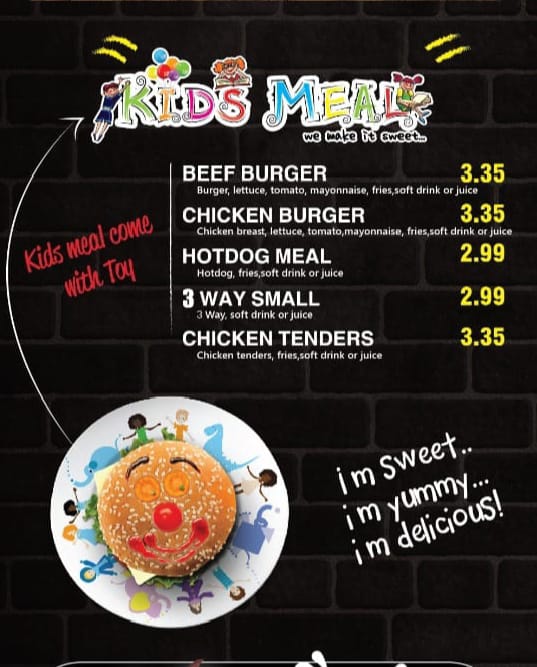 KIDS MEAL
we make it sweet...
BEEF BURGER 3.35
Burger, lettuce, tomato, mayonnaise, fries,soft drink or juice
CHICKEN BURGER 3.35
Chicken breast, lettuce, tomato,mayonnaise, fries,soft drink or juice
HOTDOG MEAL 2.99
Hotdog, fries,soft drink or juice
3 WAY SMALL 2.99
3 Way, soft drink or juice
CHICKEN TENDERS 3.35
Chicken tenders, fries,soft drink or juice
Kids meal come
with Toy
i m sweet..
i m yummy...
i m delicious!